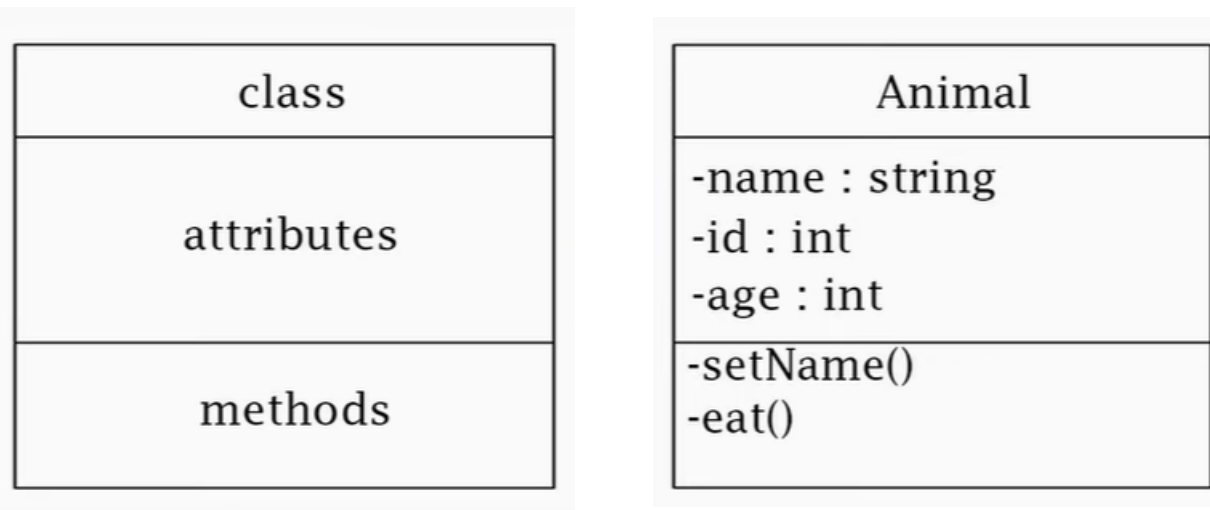 class
attributes
methods
Animal
-name : string
-id : int
-age : int
-setName()
-eat()